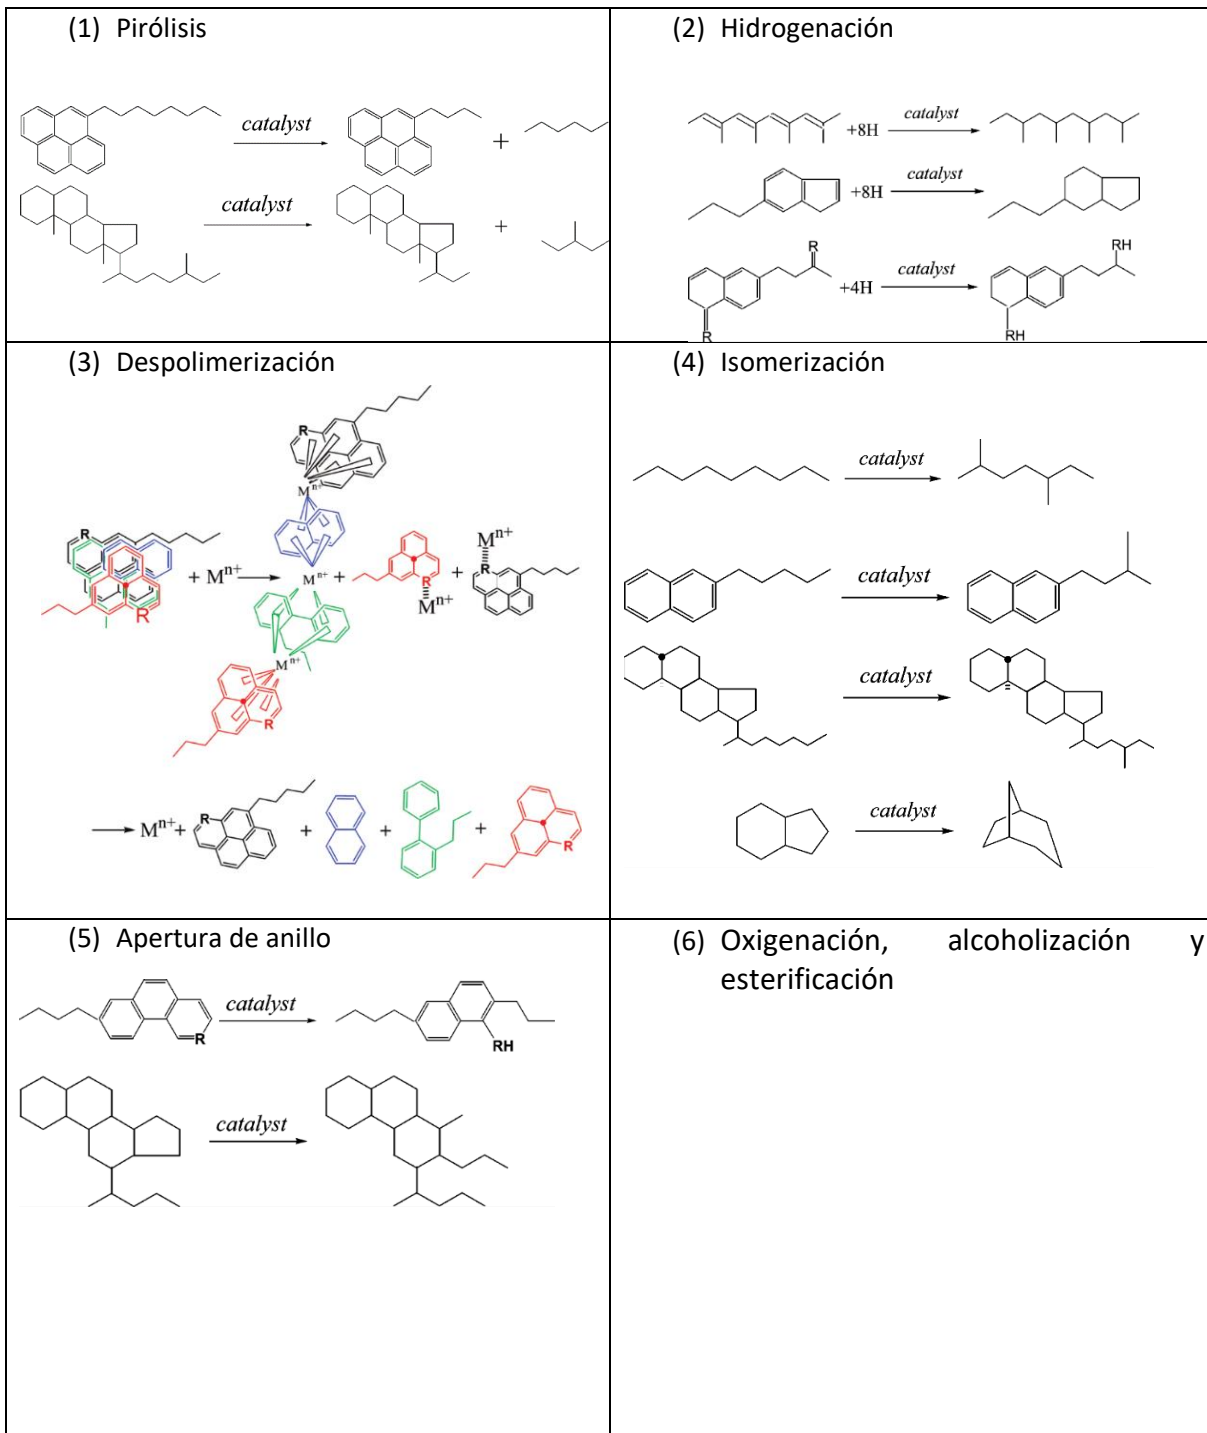 (1) Pirólisis
catalyst
+
catalyst
+
(2) Hidrogenación
+8H
catalyst
+8H
catalyst
R
R
+4H
catalyst
RH
RH
(3) Despolimerización
R
R
+ Mn+
R
Mn+
Mn+
Mn+
R
+
R
Mn+
+
Mn+
R
Mn+
+
R
+
+
+
R
(4) Isomerización
catalyst
catalyst
catalyst
catalyst
(5) Apertura de anillo
R
catalyst
RH
catalyst
(6) Oxigenación, alcoholización y
esterificación